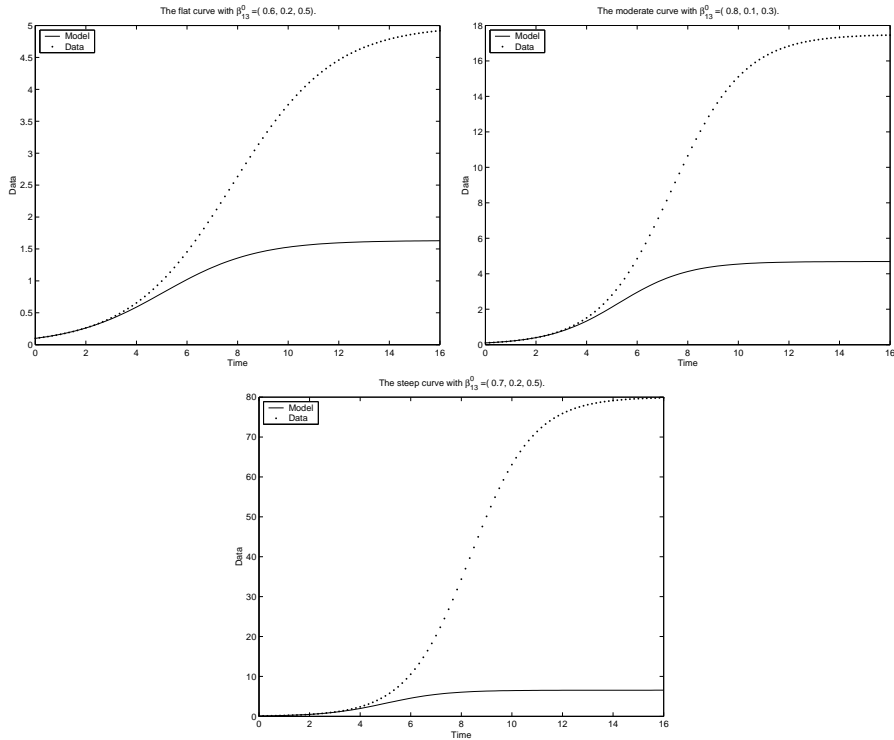 The flat curve with β⁰₁₃ =( 0.6, 0.2, 0.5).
Model
Data
5
4.5
4
3.5
3
2.5
2
1.5
1
0.5
0
Data
0 2 4 6 8 10 12 14 16
Time
The moderate curve with β⁰₁₃ =( 0.8, 0.1, 0.3).
Model
Data
18
16
14
12
10
8
6
4
2
0
Data
0 2 4 6 8 10 12 14 16
Time
The steep curve with β⁰₁₃ =( 0.7, 0.2, 0.5).
Model
Data
80
70
60
50
40
30
20
10
0
Data
0 2 4 6 8 10 12 14 16
Time